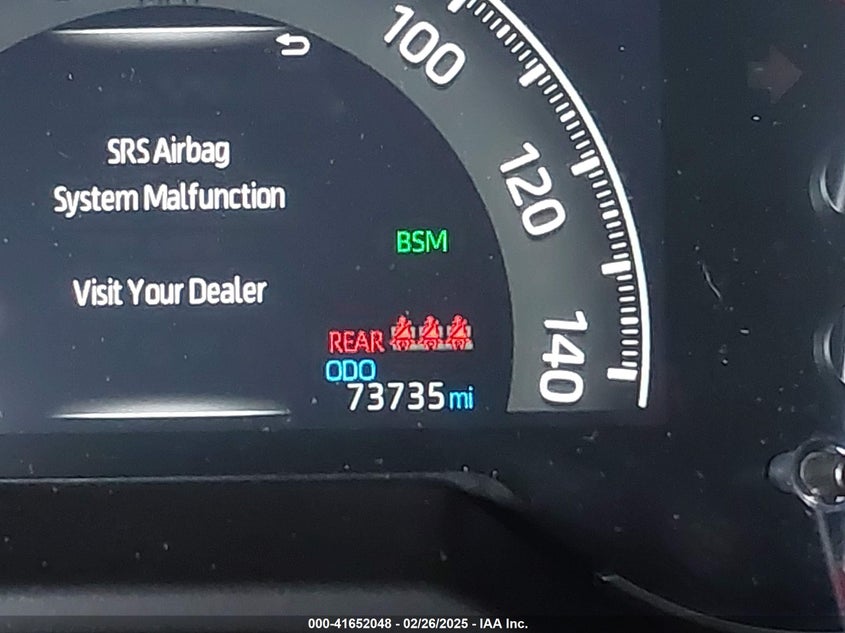 100
SRS Airbag
System Malfunction
120
BSM
Visit Your Dealer
REAR
140
ODO
73735 mi
000-41652048 - 02/26/2025 - IAA Inc.